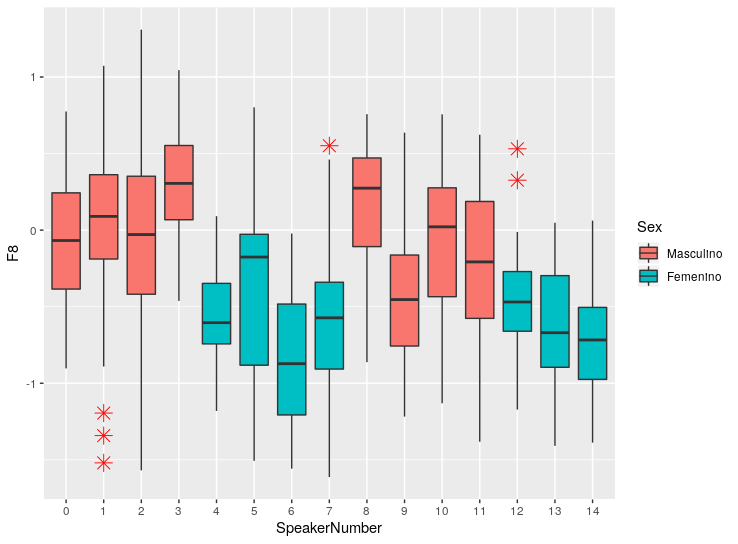 F8
1
0
-1
0 1 2 3 4 5 6 7 8 9 10 11 12 13 14
SpeakerNumber
Sex
Masculino
Femenino